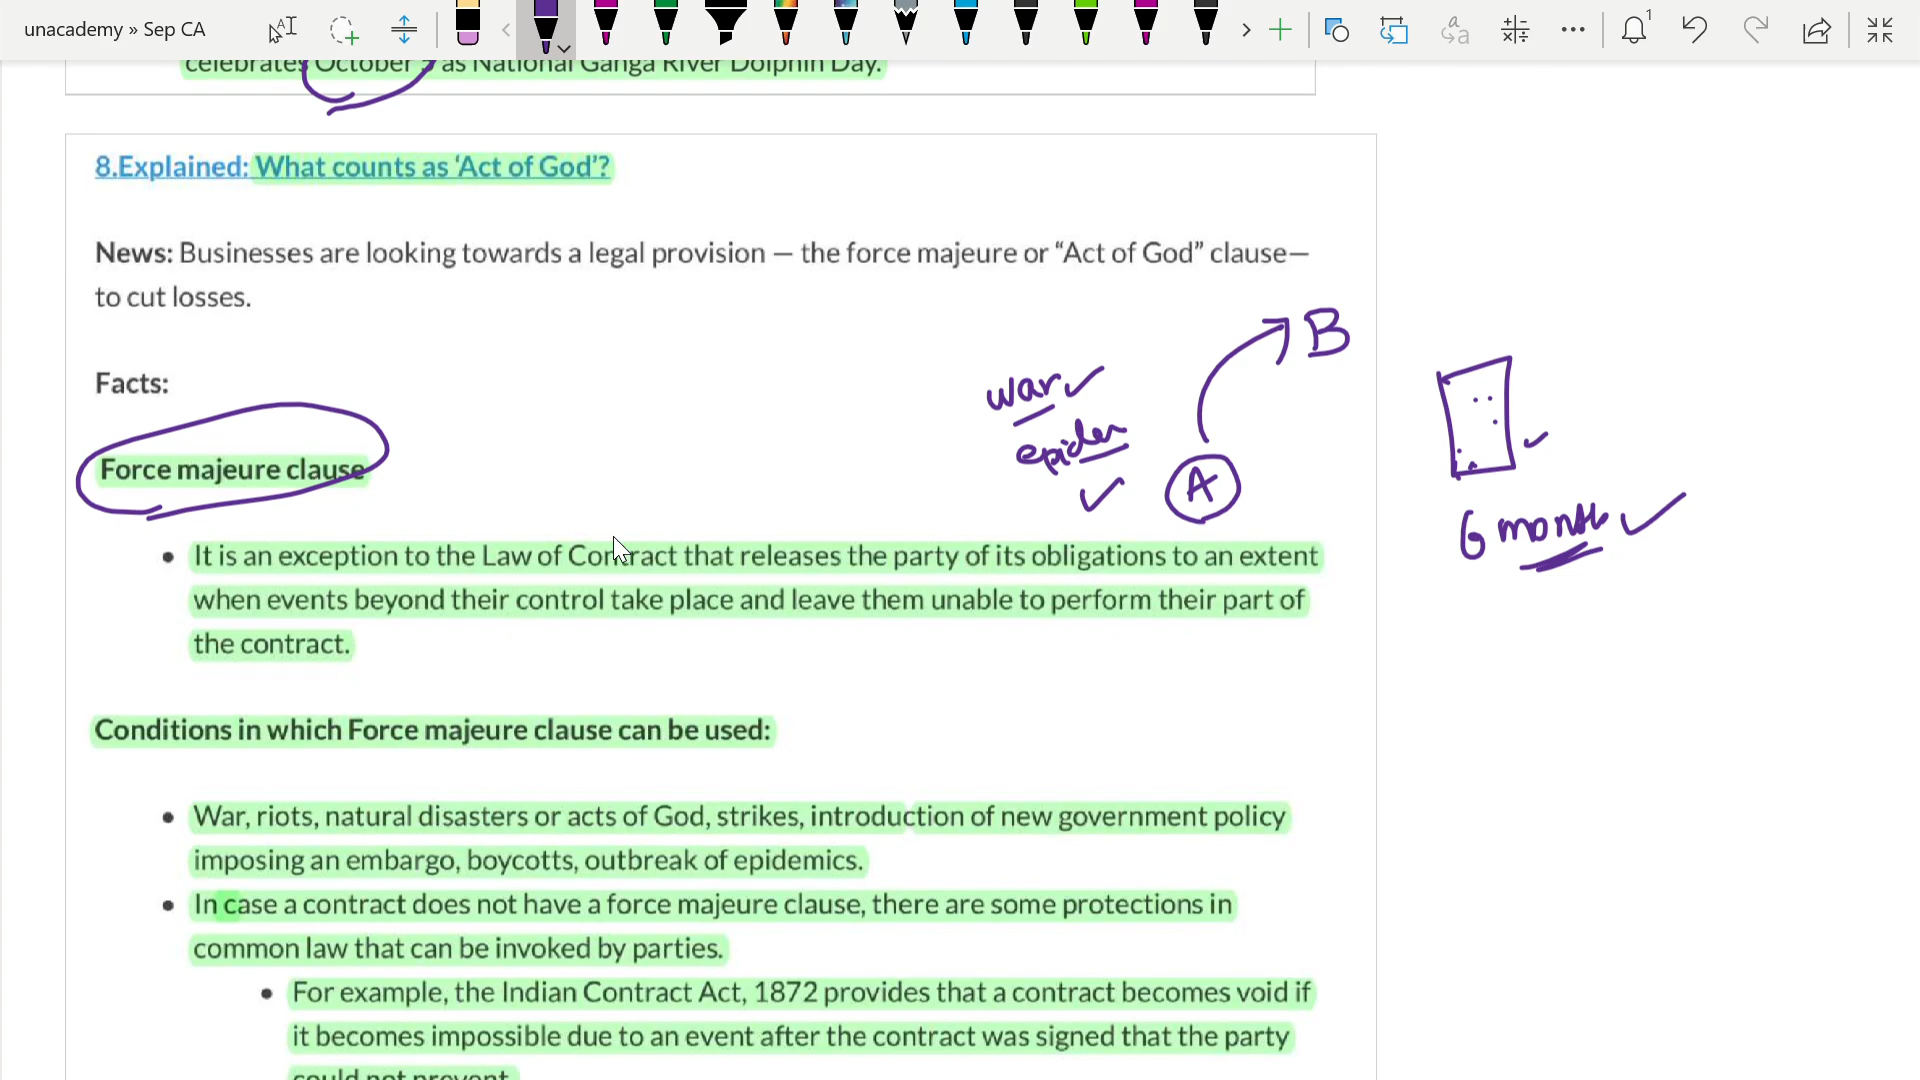 unacademy » Sep CA
1
celebrates October 5 as National Ganga River Dolphin Day.
8.Explained: What counts as ‘Act of God’?
News: Businesses are looking towards a legal provision — the force majeure or “Act of God” clause—
to cut losses.
B
Facts:
war
epidem
A
6 months
Force majeure clause
It is an exception to the Law of Contract that releases the party of its obligations to an extent
when events beyond their control take place and leave them unable to perform their part of
the contract.
Conditions in which Force majeure clause can be used:
War, riots, natural disasters or acts of God, strikes, introduction of new government policy
imposing an embargo, boycotts, outbreak of epidemics.
In case a contract does not have a force majeure clause, there are some protections in
common law that can be invoked by parties.
For example, the Indian Contract Act, 1872 provides that a contract becomes void if
it becomes impossible due to an event after the contract was signed that the party
could not prevent.